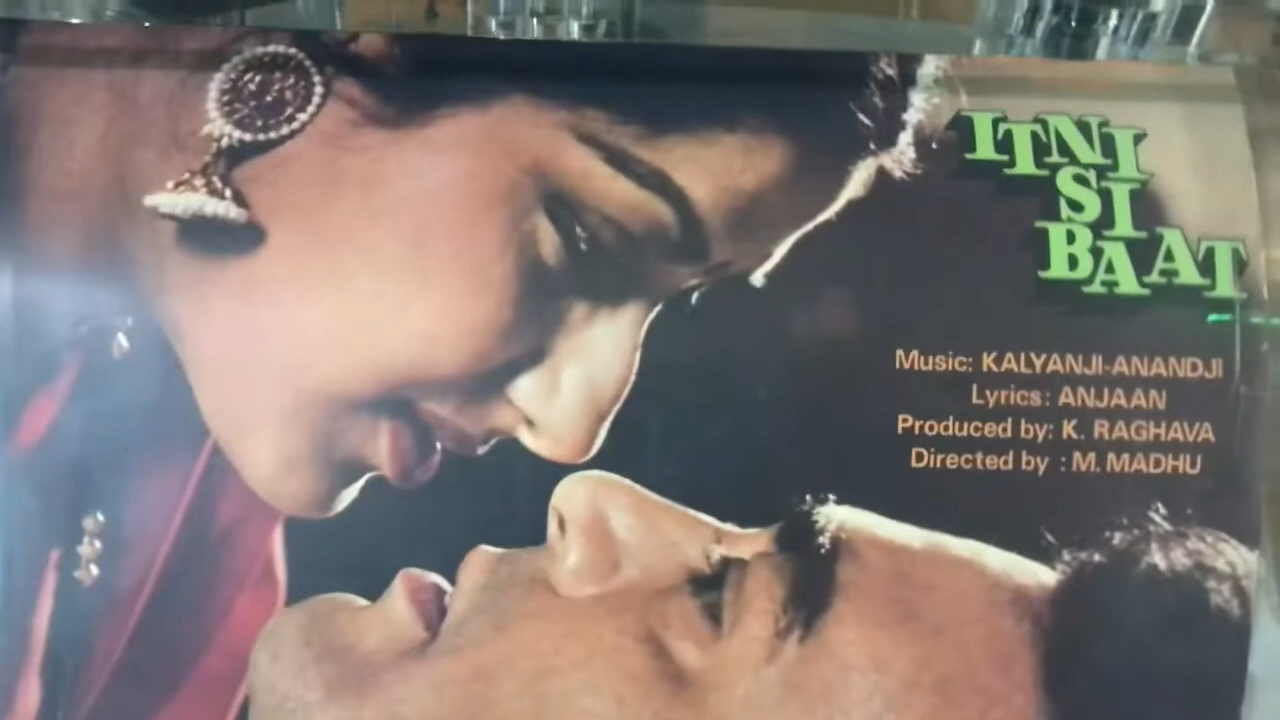 ITNI
SI
BAAT
Music: KALYANJI-ANANDJI
Lyrics: ANJAAN
Produced by: K. RAGHAVA
Directed by : M. MADHU